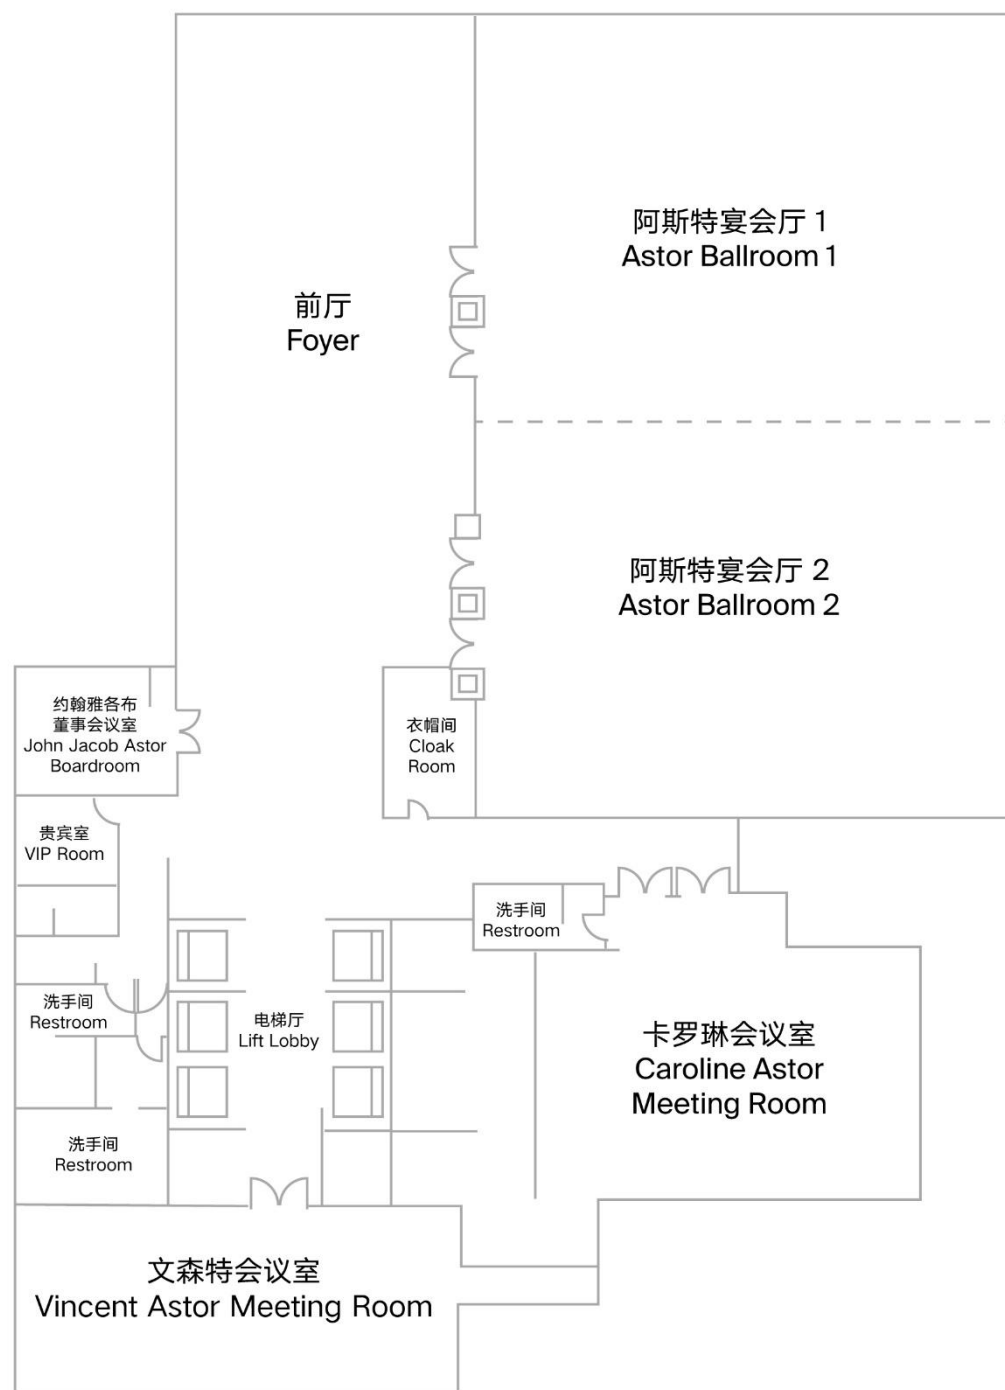 阿斯特宴会厅 1
Astor Ballroom 1
前厅
Foyer
阿斯特宴会厅 2
Astor Ballroom 2
约翰雅各布
董事会议室
John Jacob Astor
Boardroom
衣帽间
Cloak
Room
贵宾室
VIP Room
洗手间
Restroom
洗手间
Restroom
电梯厅
Lift Lobby
卡罗琳会议室
Caroline Astor
Meeting Room
洗手间
Restroom
文森特会议室
Vincent Astor Meeting Room